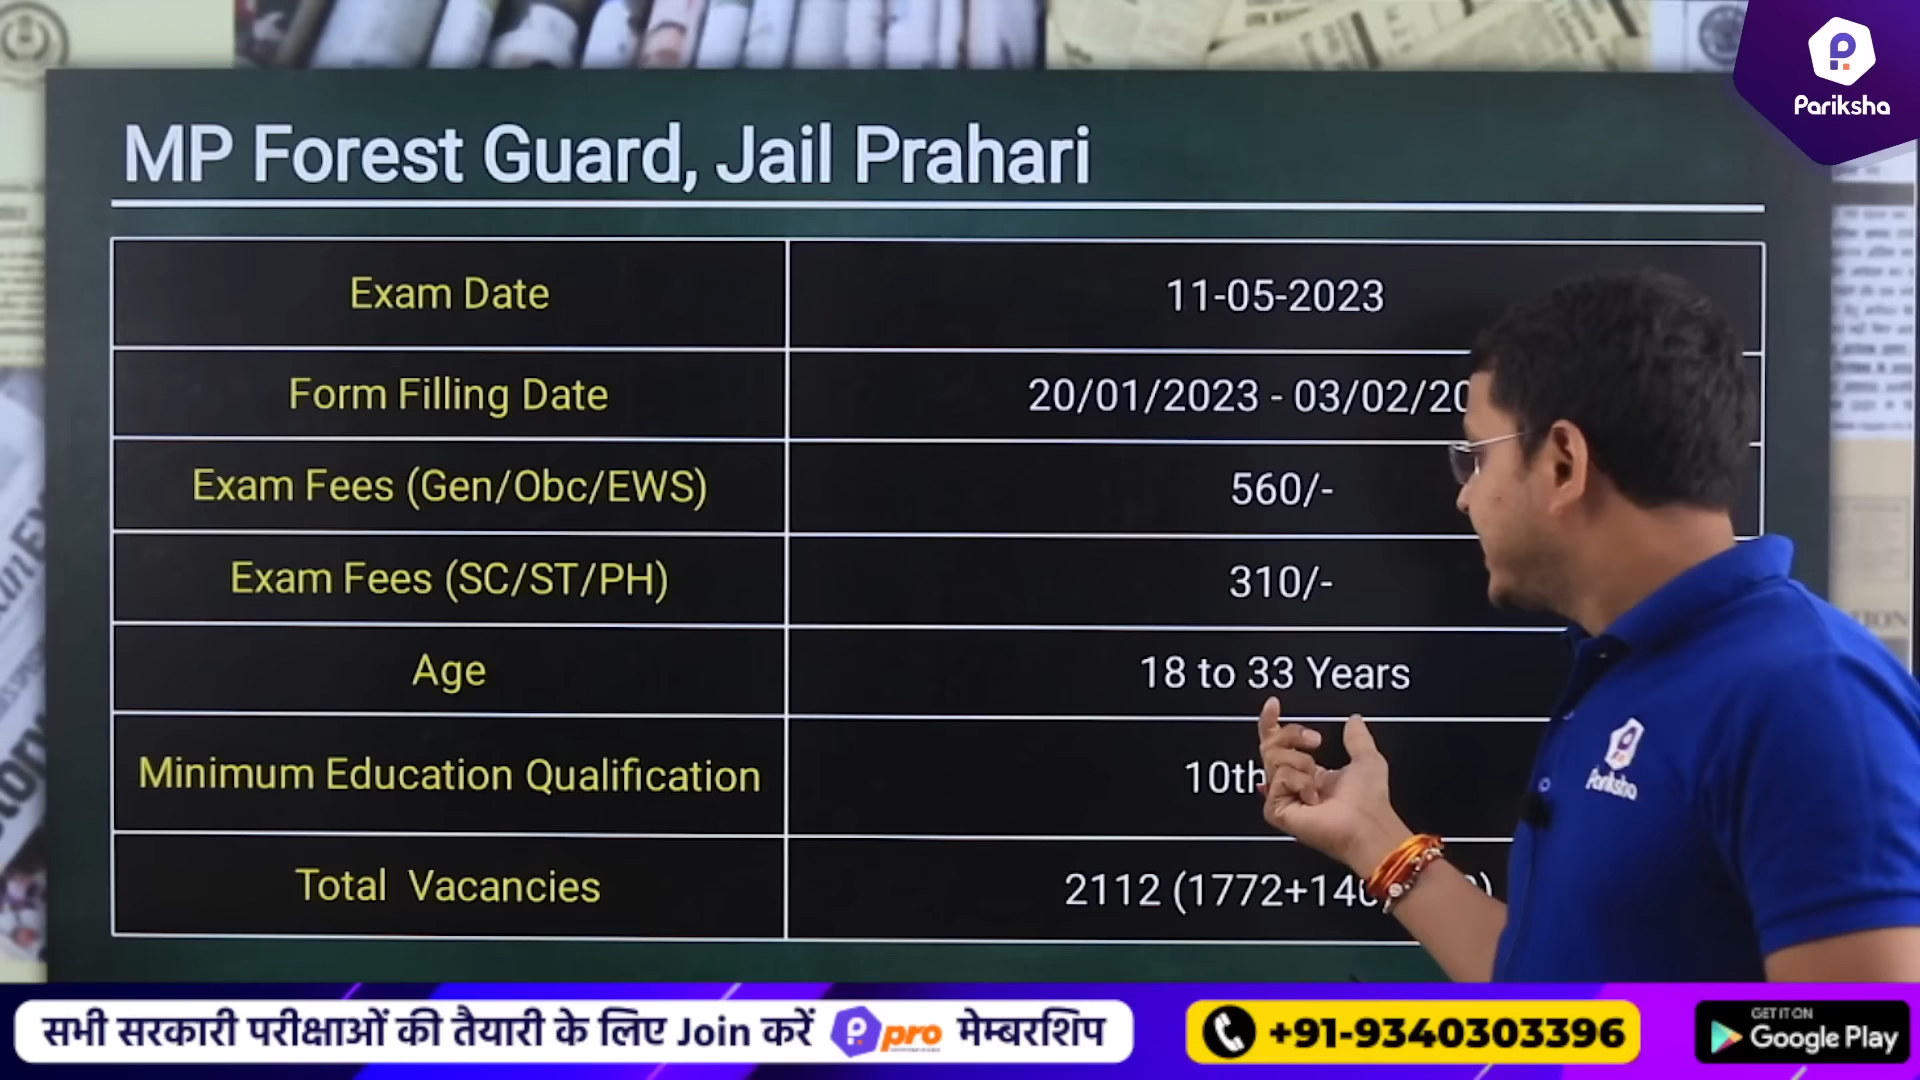 Pariksha
MP Forest Guard, Jail Prahari
Exam Date 11-05-2023
Form Filling Date 20/01/2023 - 03/02/20
Exam Fees (Gen/Obc/EWS) 560/-
Exam Fees (SC/ST/PH) 310/-
Age 18 to 33 Years
Minimum Education Qualification 10th
Total Vacancies 2112 (1772+140
Pariksha
सभी सरकारी परीक्षाओं की तैयारी के लिए Join करें pro मेम्बरशिप
+91-9340303396
GET IT ON
Google Play